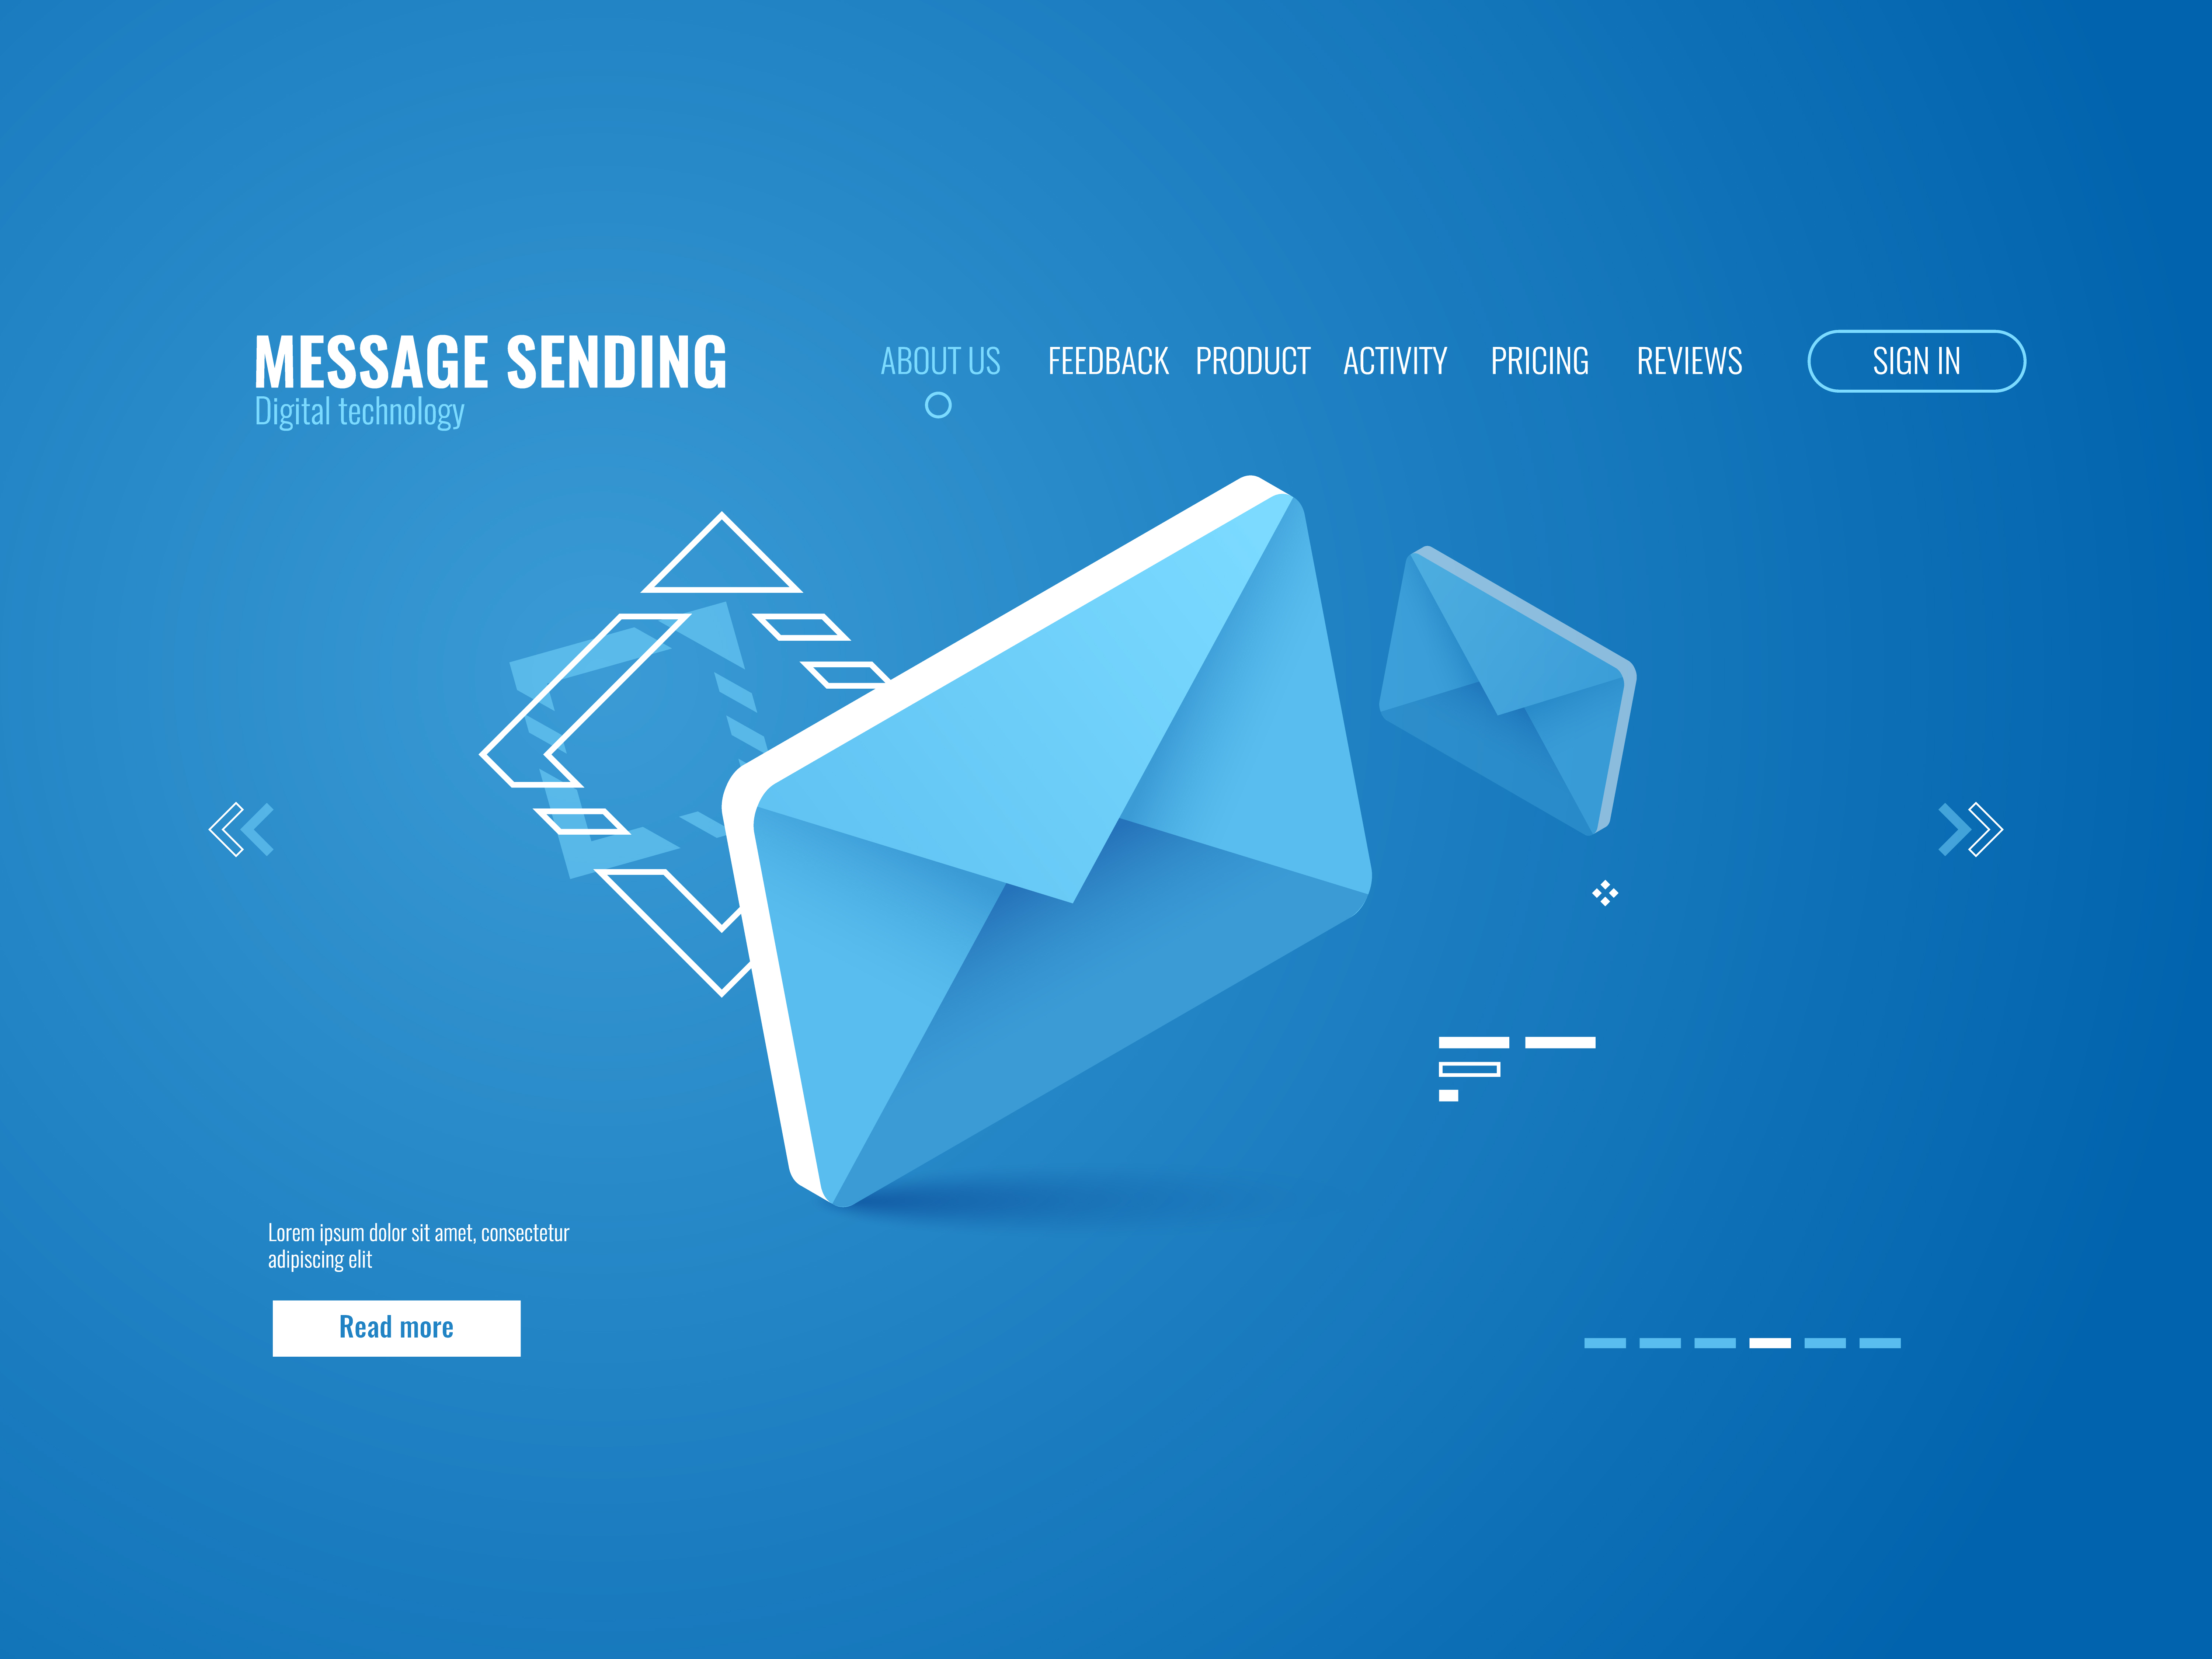 MESSAGE SENDING
Digital technology
ABOUT US FEEDBACK PRODUCT ACTIVITY PRICING REVIEWS SIGN IN
Lorem ipsum dolor sit amet, consectetur
adipiscing elit
Read more